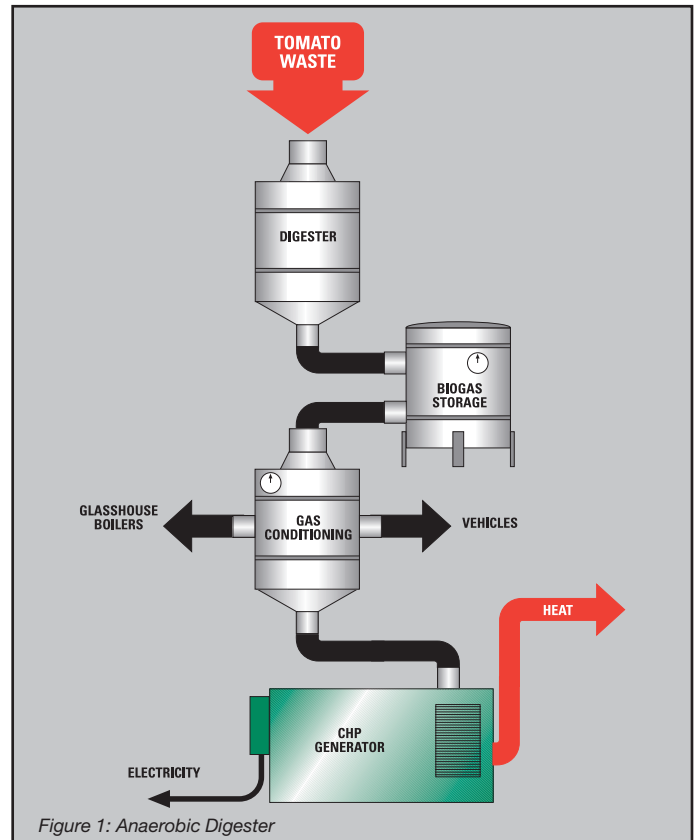 TOMATO
WASTE
DIGESTER
BIOGAS
STORAGE
GLASSHOUSE
BOILERS
GAS
CONDITIONING
VEHICLES
HEAT
CHP
GENERATOR
ELECTRICITY
Figure 1: Anaerobic Digester